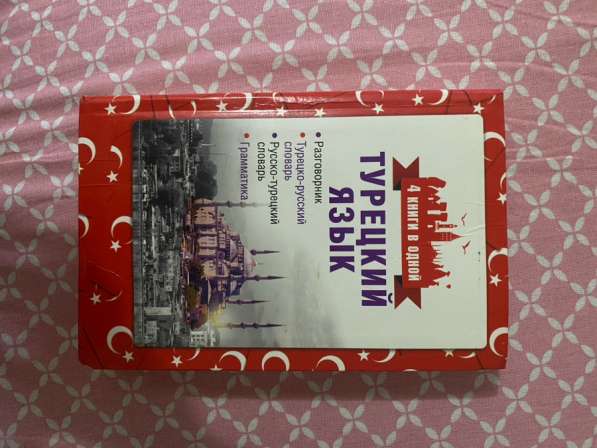 4 КНИГИ В ОДНОЙ
ТУРЕЦКИЙ
ЯЗЫК
Разговорник
Турецко-русский
словарь
Русско-турецкий
словарь
Грамматика